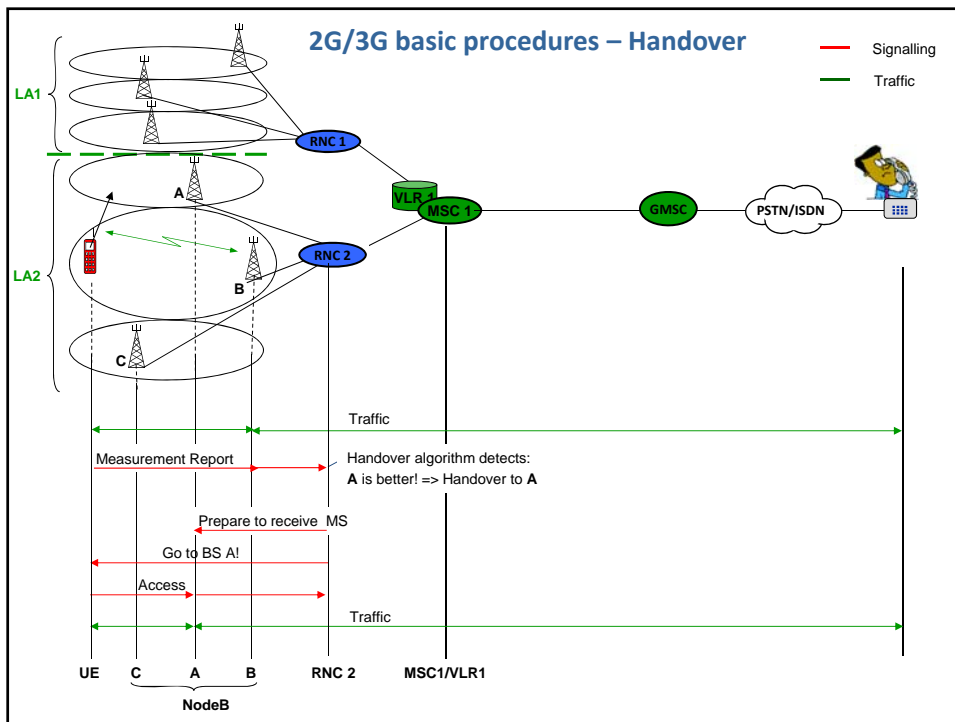 2G/3G basic procedures – Handover
Signalling
Traffic
LA1
RNC 1
A
VLR 1
MSC 1
GMSC
PSTN/ISDN
LA2
RNC 2
B
C
Traffic
Measurement Report
Handover algorithm detects:
A is better! => Handover to A
Prepare to receive MS
Go to BS A!
Access
Traffic
UE
C
A
B
RNC 2
MSC1/VLR1
NodeB